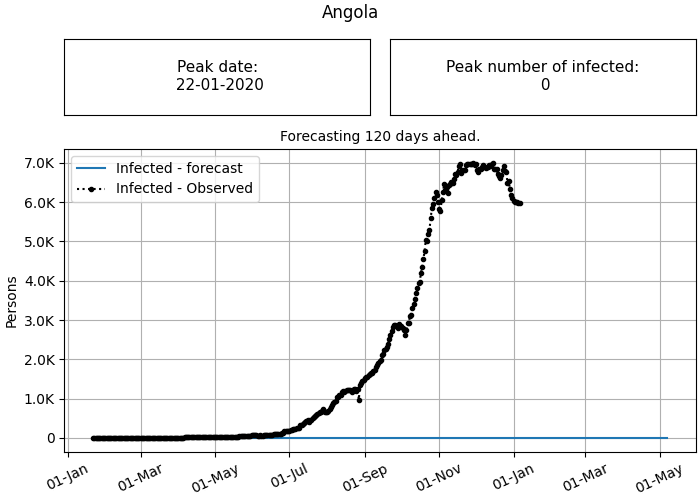 Angola
Peak date:
22-01-2020
Peak number of infected:
0
Forecasting 120 days ahead.
Infected - forecast
Infected - Observed
7.0K
6.0K
5.0K
4.0K
3.0K
2.0K
1.0K
0
Persons
01-Jan
01-Mar
01-May
01-Jul
01-Sep
01-Nov
01-Jan
01-Mar
01-May